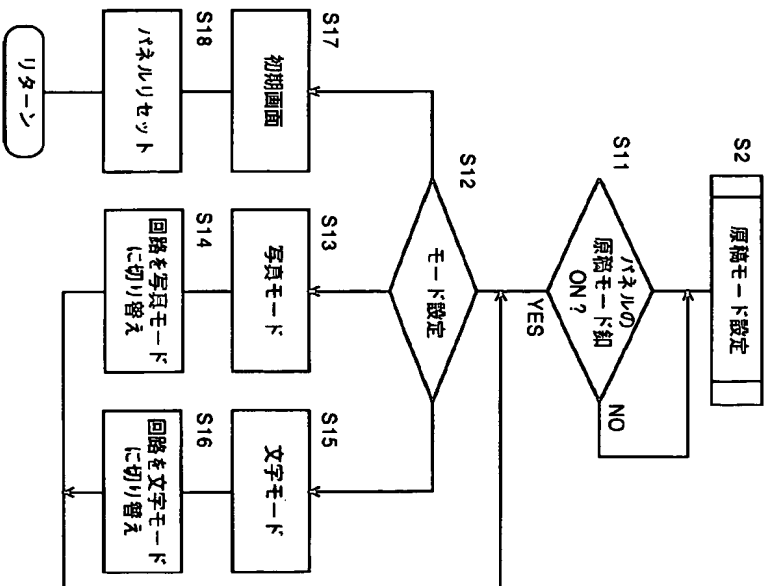 S2
原稿モード設定
S11
パネルの
原稿モード釦
ON?
NO
YES
S12
モード設定
S17
初期画面
S13
写真モード
S15
文字モード
S18
パネルリセット
S14
回路を写真モード
に切り替え
S16
回路を文字モード
に切り替え
リターン